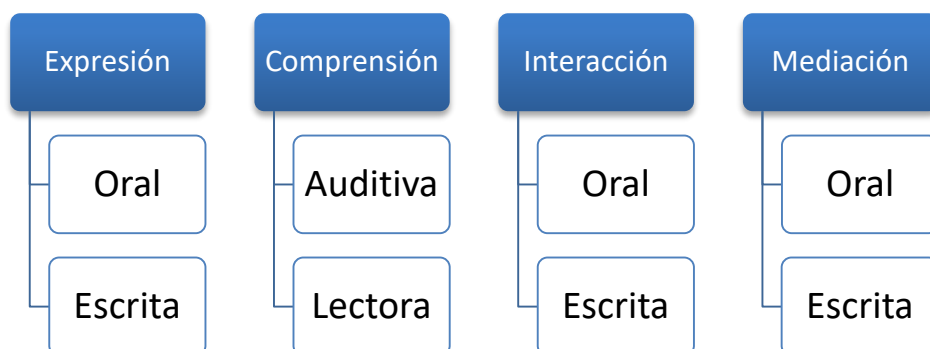 Expresión
Oral
Escrita
Comprensión
Auditiva
Lectora
Interacción
Oral
Escrita
Mediación
Oral
Escrita